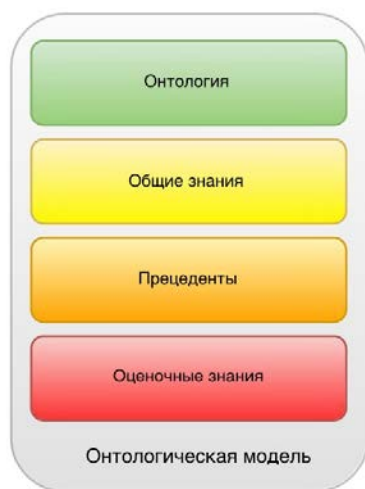 Онтология
Общие знания
Прецеденты
Оценочные знания
Онтологическая модель